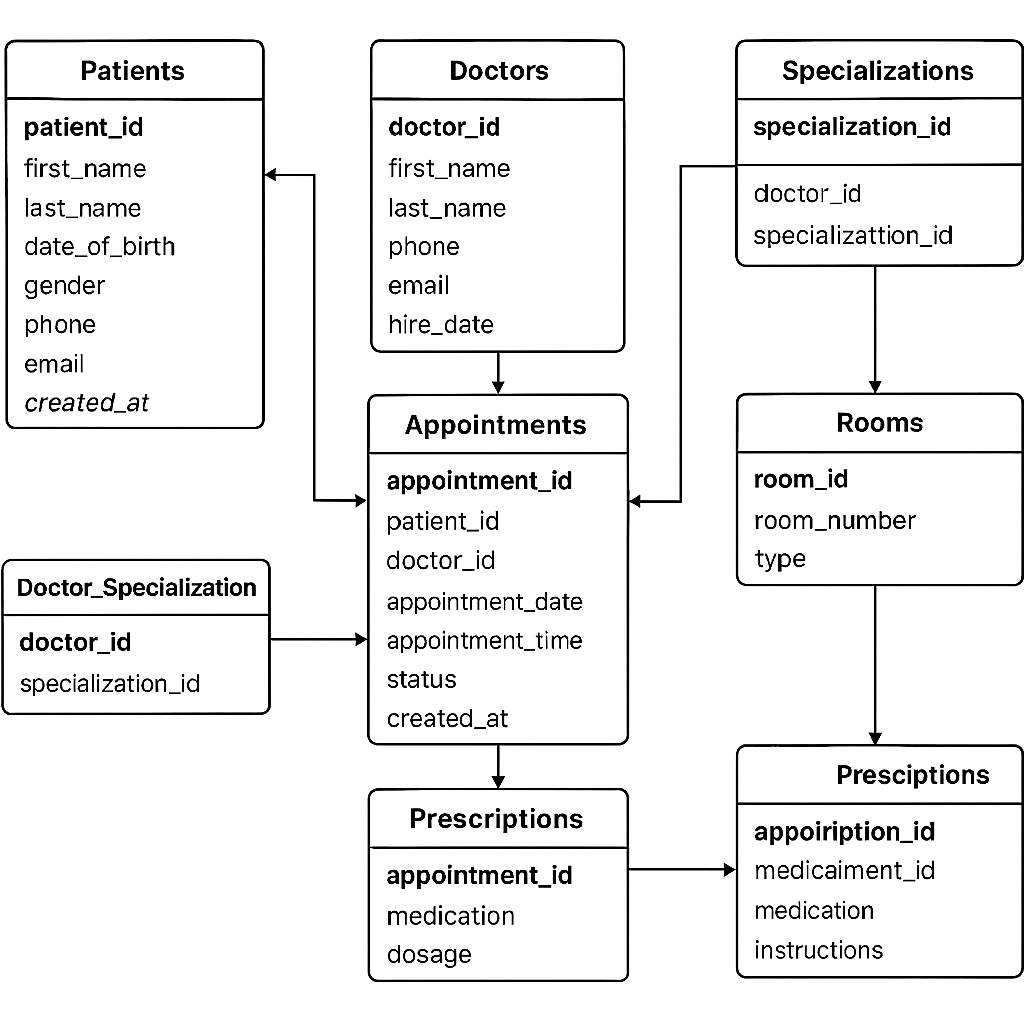 Patients
patient_id
first_name
last_name
date_of_birth
gender
phone
email
created_at
Doctors
doctor_id
first_name
last_name
phone
email
hire_date
Specializations
specialization_id
doctor_id
specializattion_id
Appointments
appointment_id
patient_id
doctor_id
appointment_date
appointment_time
status
created_at
Rooms
room_id
room_number
type
Doctor_Specialization
doctor_id
specialization_id
Prescriptions
appointment_id
medication
dosage
Presciptions
appoiription_id
medicaiment_id
medication
instructions